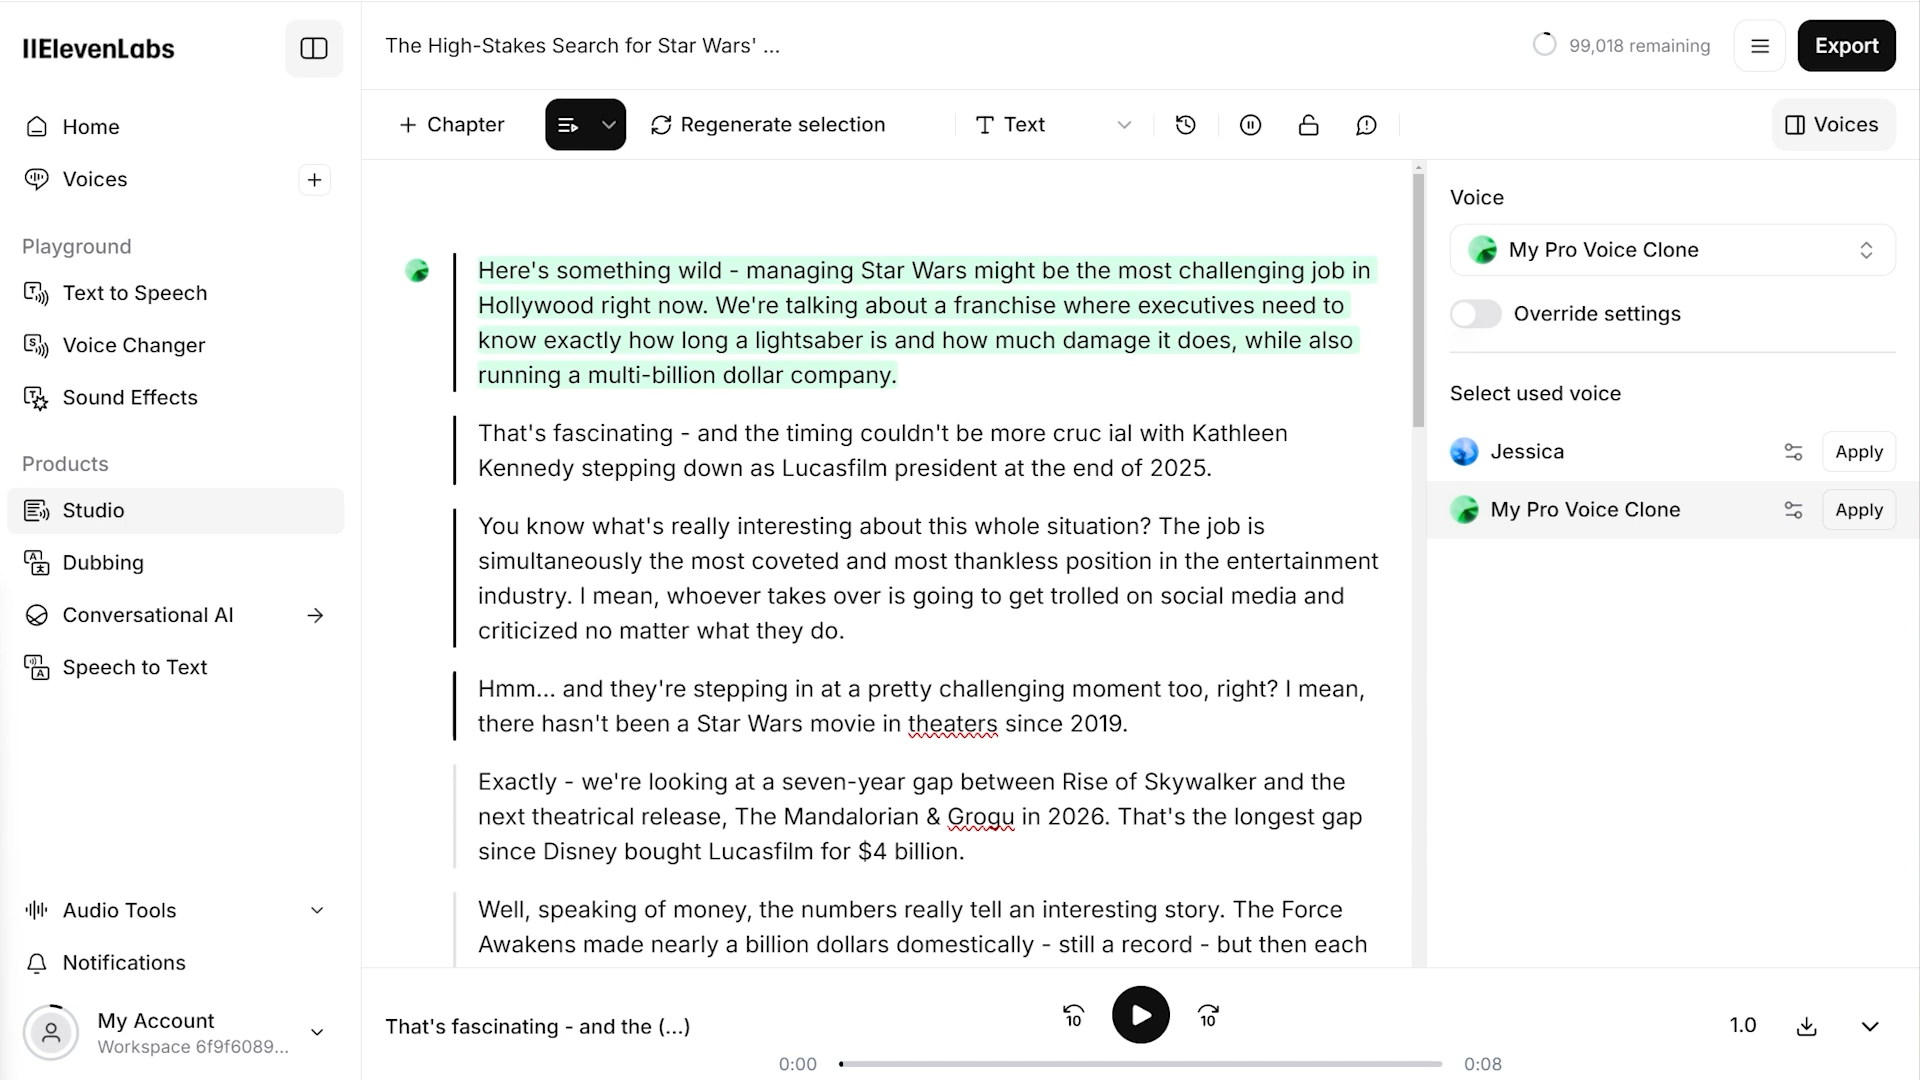 IIElevenLabs
Home
Voices
Playground
Text to Speech
Voice Changer
Sound Effects
Products
Studio
Dubbing
Conversational AI
Speech to Text
Audio Tools
Notifications
My Account
Workspace 6f9f6089...
The High-Stakes Search for Star Wars' ...
99,018 remaining
Export
+ Chapter
Regenerate selection
Text
Voices
Here's something wild - managing Star Wars might be the most challenging job in
Hollywood right now. We're talking about a franchise where executives need to
know exactly how long a lightsaber is and how much damage it does, while also
running a multi-billion dollar company.
That's fascinating - and the timing couldn't be more cruc ial with Kathleen
Kennedy stepping down as Lucasfilm president at the end of 2025.
You know what's really interesting about this whole situation? The job is
simultaneously the most coveted and most thankless position in the entertainment
industry. I mean, whoever takes over is going to get trolled on social media and
criticized no matter what they do.
Hmm... and they're stepping in at a pretty challenging moment too, right? I mean,
there hasn't been a Star Wars movie in theaters since 2019.
Exactly - we're looking at a seven-year gap between Rise of Skywalker and the
next theatrical release, The Mandalorian & Grogu in 2026. That's the longest gap
since Disney bought Lucasfilm for $4 billion.
Well, speaking of money, the numbers really tell an interesting story. The Force
Awakens made nearly a billion dollars domestically - still a record - but then each
Voice
My Pro Voice Clone
Override settings
Select used voice
Jessica
Apply
My Pro Voice Clone
Apply
That's fascinating - and the (...)
10
10
1.0
0:00
0:08